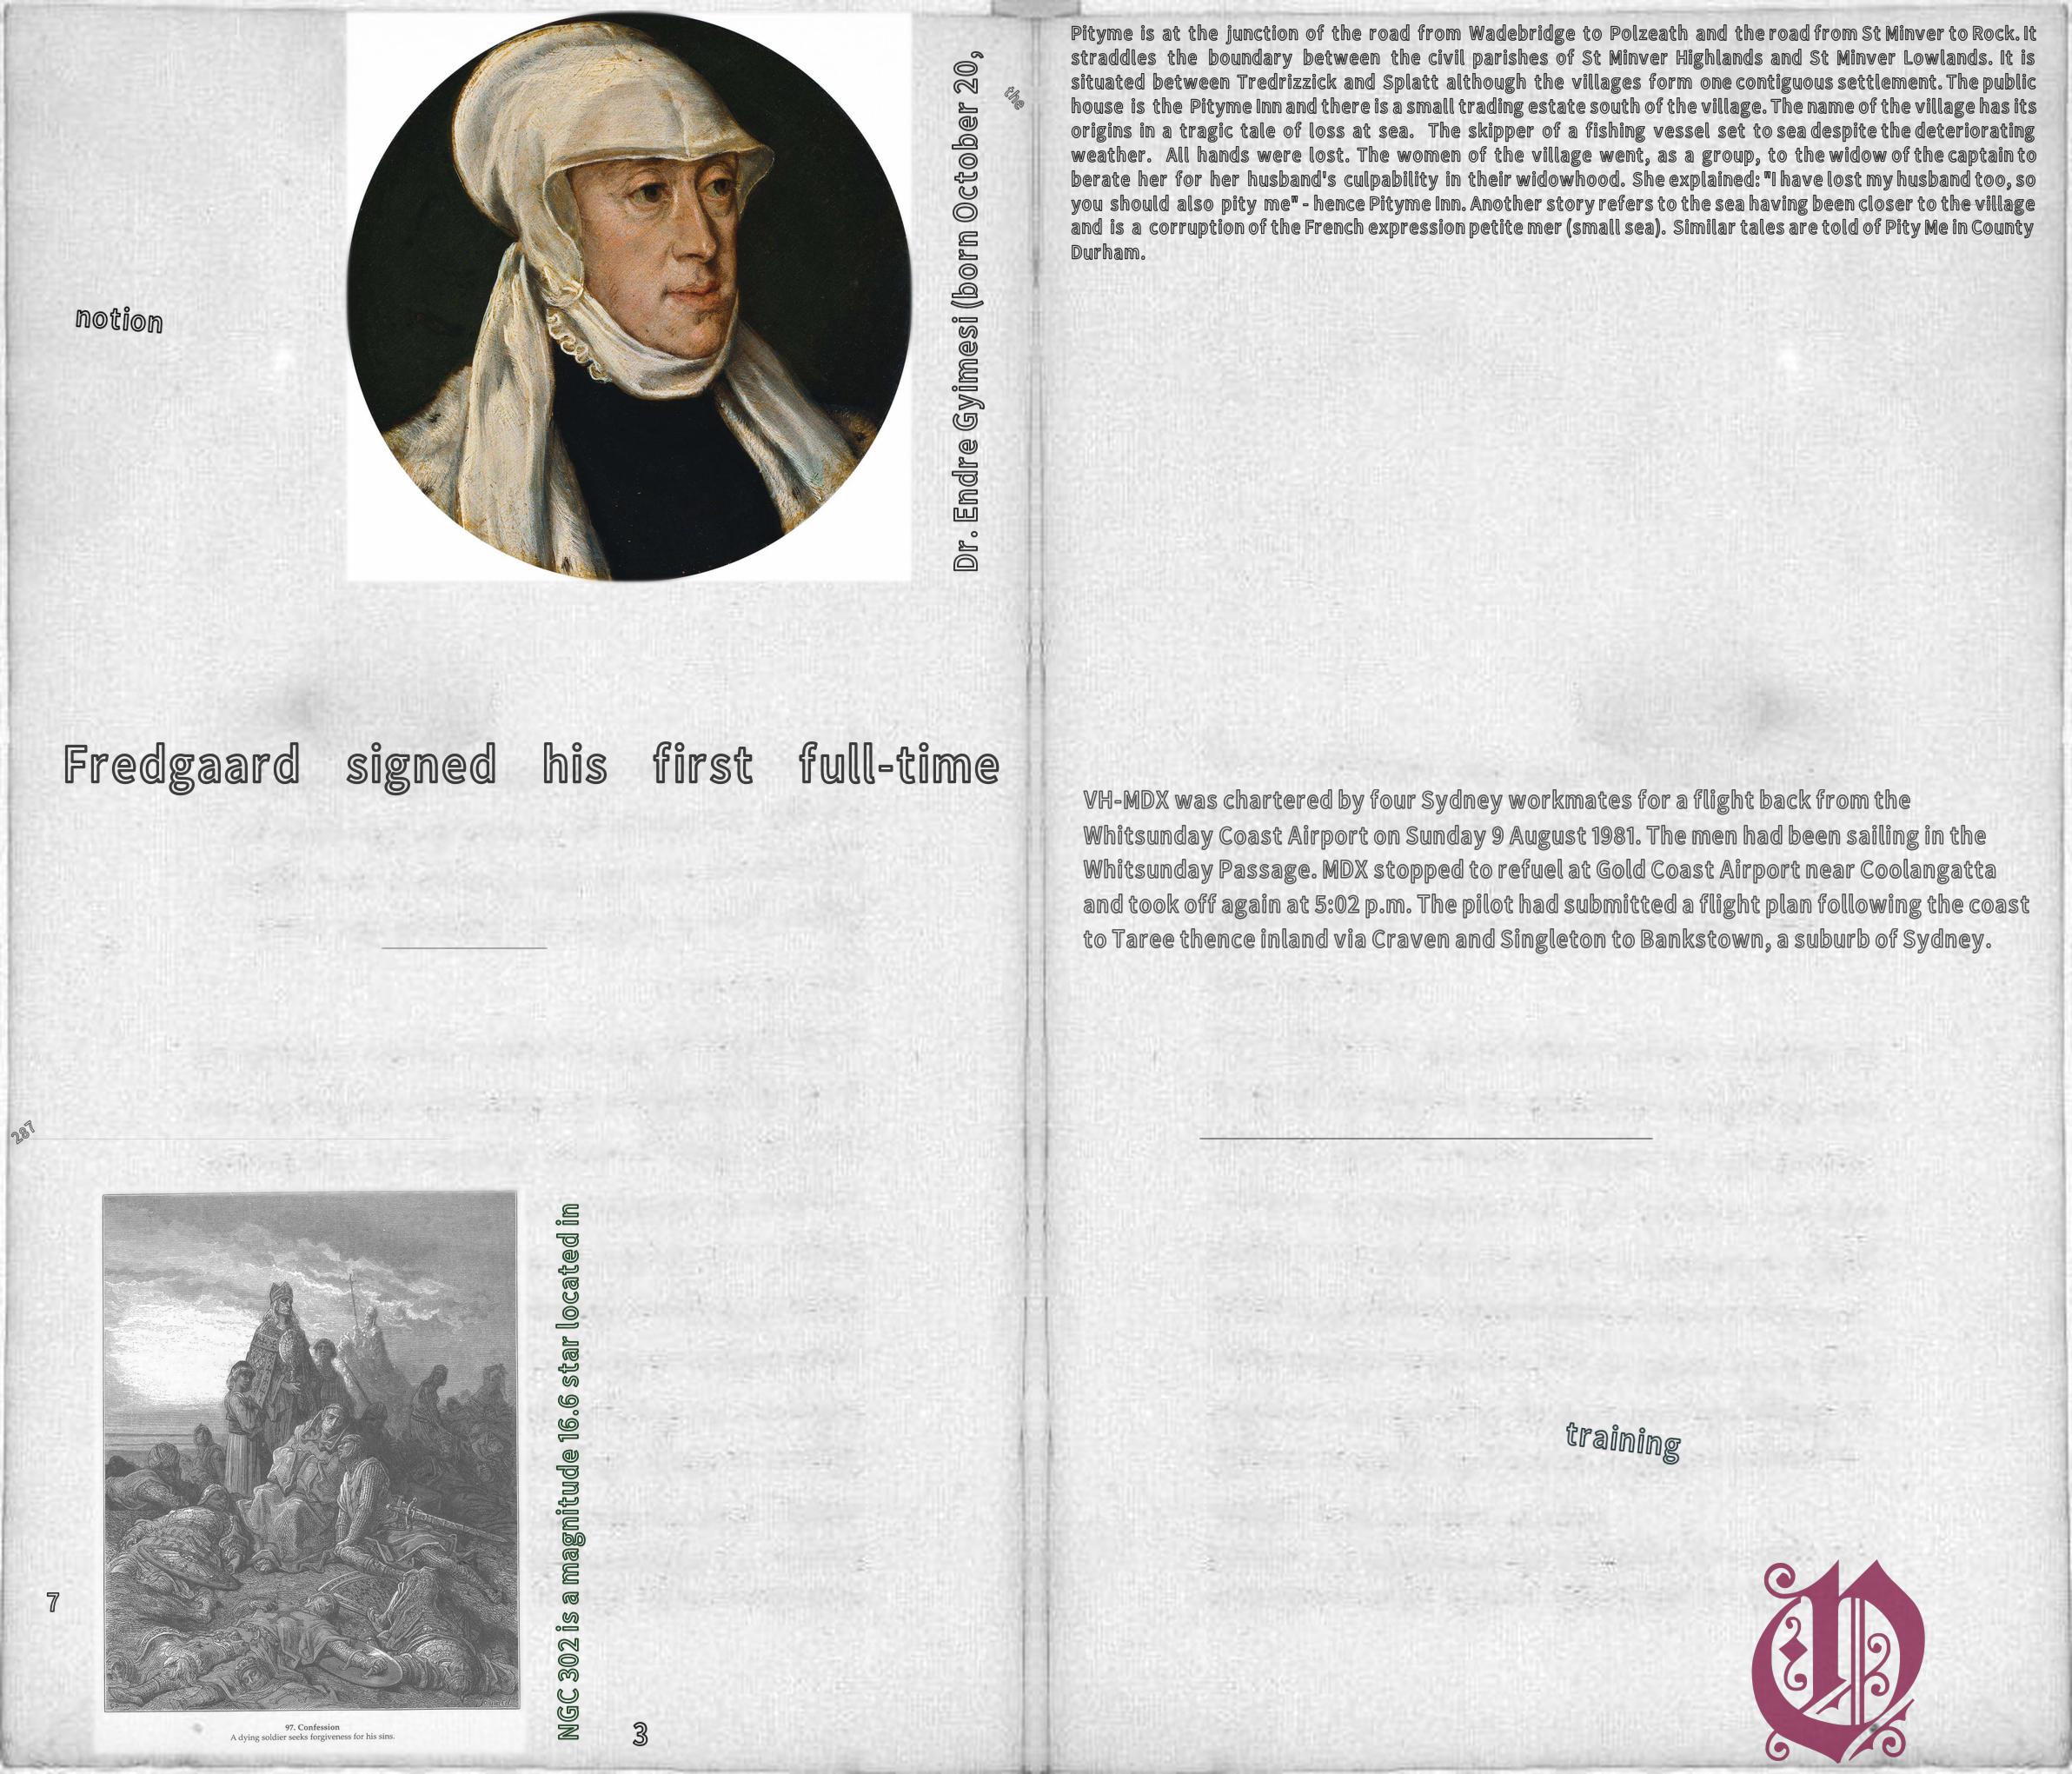 notion
Dr. Endre Gyimesi (born October 20,
the
Fredgaard signed his first full-time
287
97. Confession
A dying soldier seeks forgiveness for his sins.
NGC 302 is a magnitude 16.6 star located in
7
3
Pityme is at the junction of the road from Wadebridge to Polzeath and the road from St Minver to Rock. It
straddles the boundary between the civil parishes of St Minver Highlands and St Minver Lowlands. It is
situated between Tredrizzick and Splatt although the villages form one contiguous settlement. The public
house is the Pityme Inn and there is a small trading estate south of the village. The name of the village has its
origins in a tragic tale of loss at sea. The skipper of a fishing vessel set to sea despite the deteriorating
weather. All hands were lost. The women of the village went, as a group, to the widow of the captain to
berate her for her husband's culpability in their widowhood. She explained: "I have lost my husband too, so
you should also pity me" - hence Pityme Inn. Another story refers to the sea having been closer to the village
and is a corruption of the French expression petite mer (small sea). Similar tales are told of Pity Me in County
Durham.
VH-MDX was chartered by four Sydney workmates for a flight back from the
Whitsunday Coast Airport on Sunday 9 August 1981. The men had been sailing in the
Whitsunday Passage. MDX stopped to refuel at Gold Coast Airport near Coolangatta
and took off again at 5:02 p.m. The pilot had submitted a flight plan following the coast
to Taree thence inland via Craven and Singleton to Bankstown, a suburb of Sydney.
training